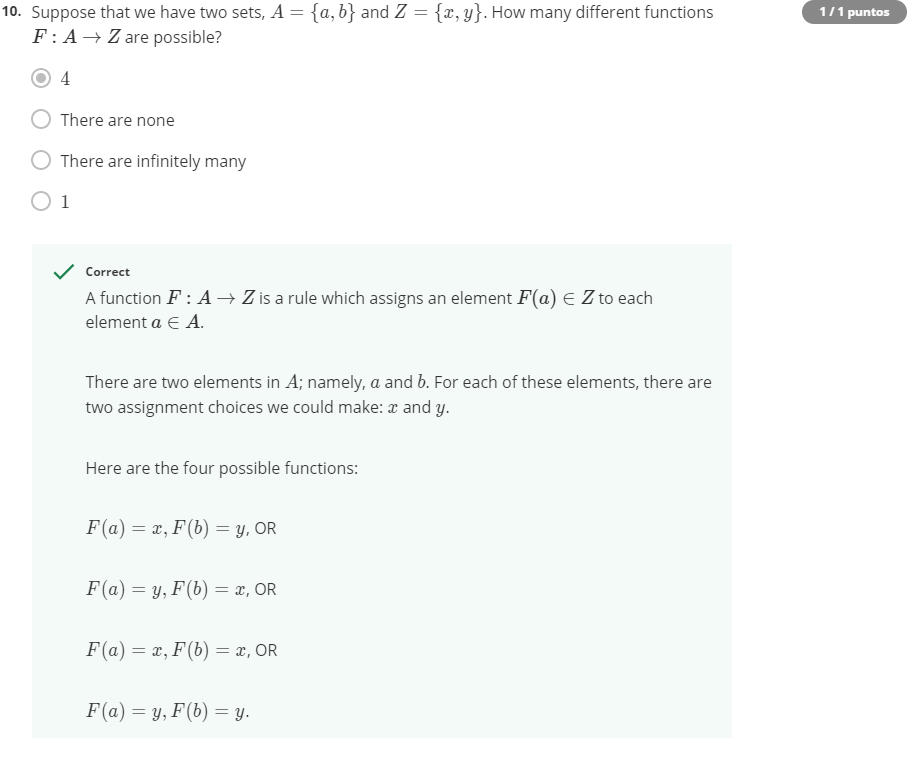 10. Suppose that we have two sets, A = {a, b} and Z = {x, y}. How many different functions
F : A → Z are possible?
1 / 1 puntos
4
There are none
There are infinitely many
1
Correct
A function F : A → Z is a rule which assigns an element F(a) ∈ Z to each
element a ∈ A.
There are two elements in A; namely, a and b. For each of these elements, there are
two assignment choices we could make: x and y.
Here are the four possible functions:
F(a) = x, F(b) = y, OR
F(a) = y, F(b) = x, OR
F(a) = x, F(b) = x, OR
F(a) = y, F(b) = y.